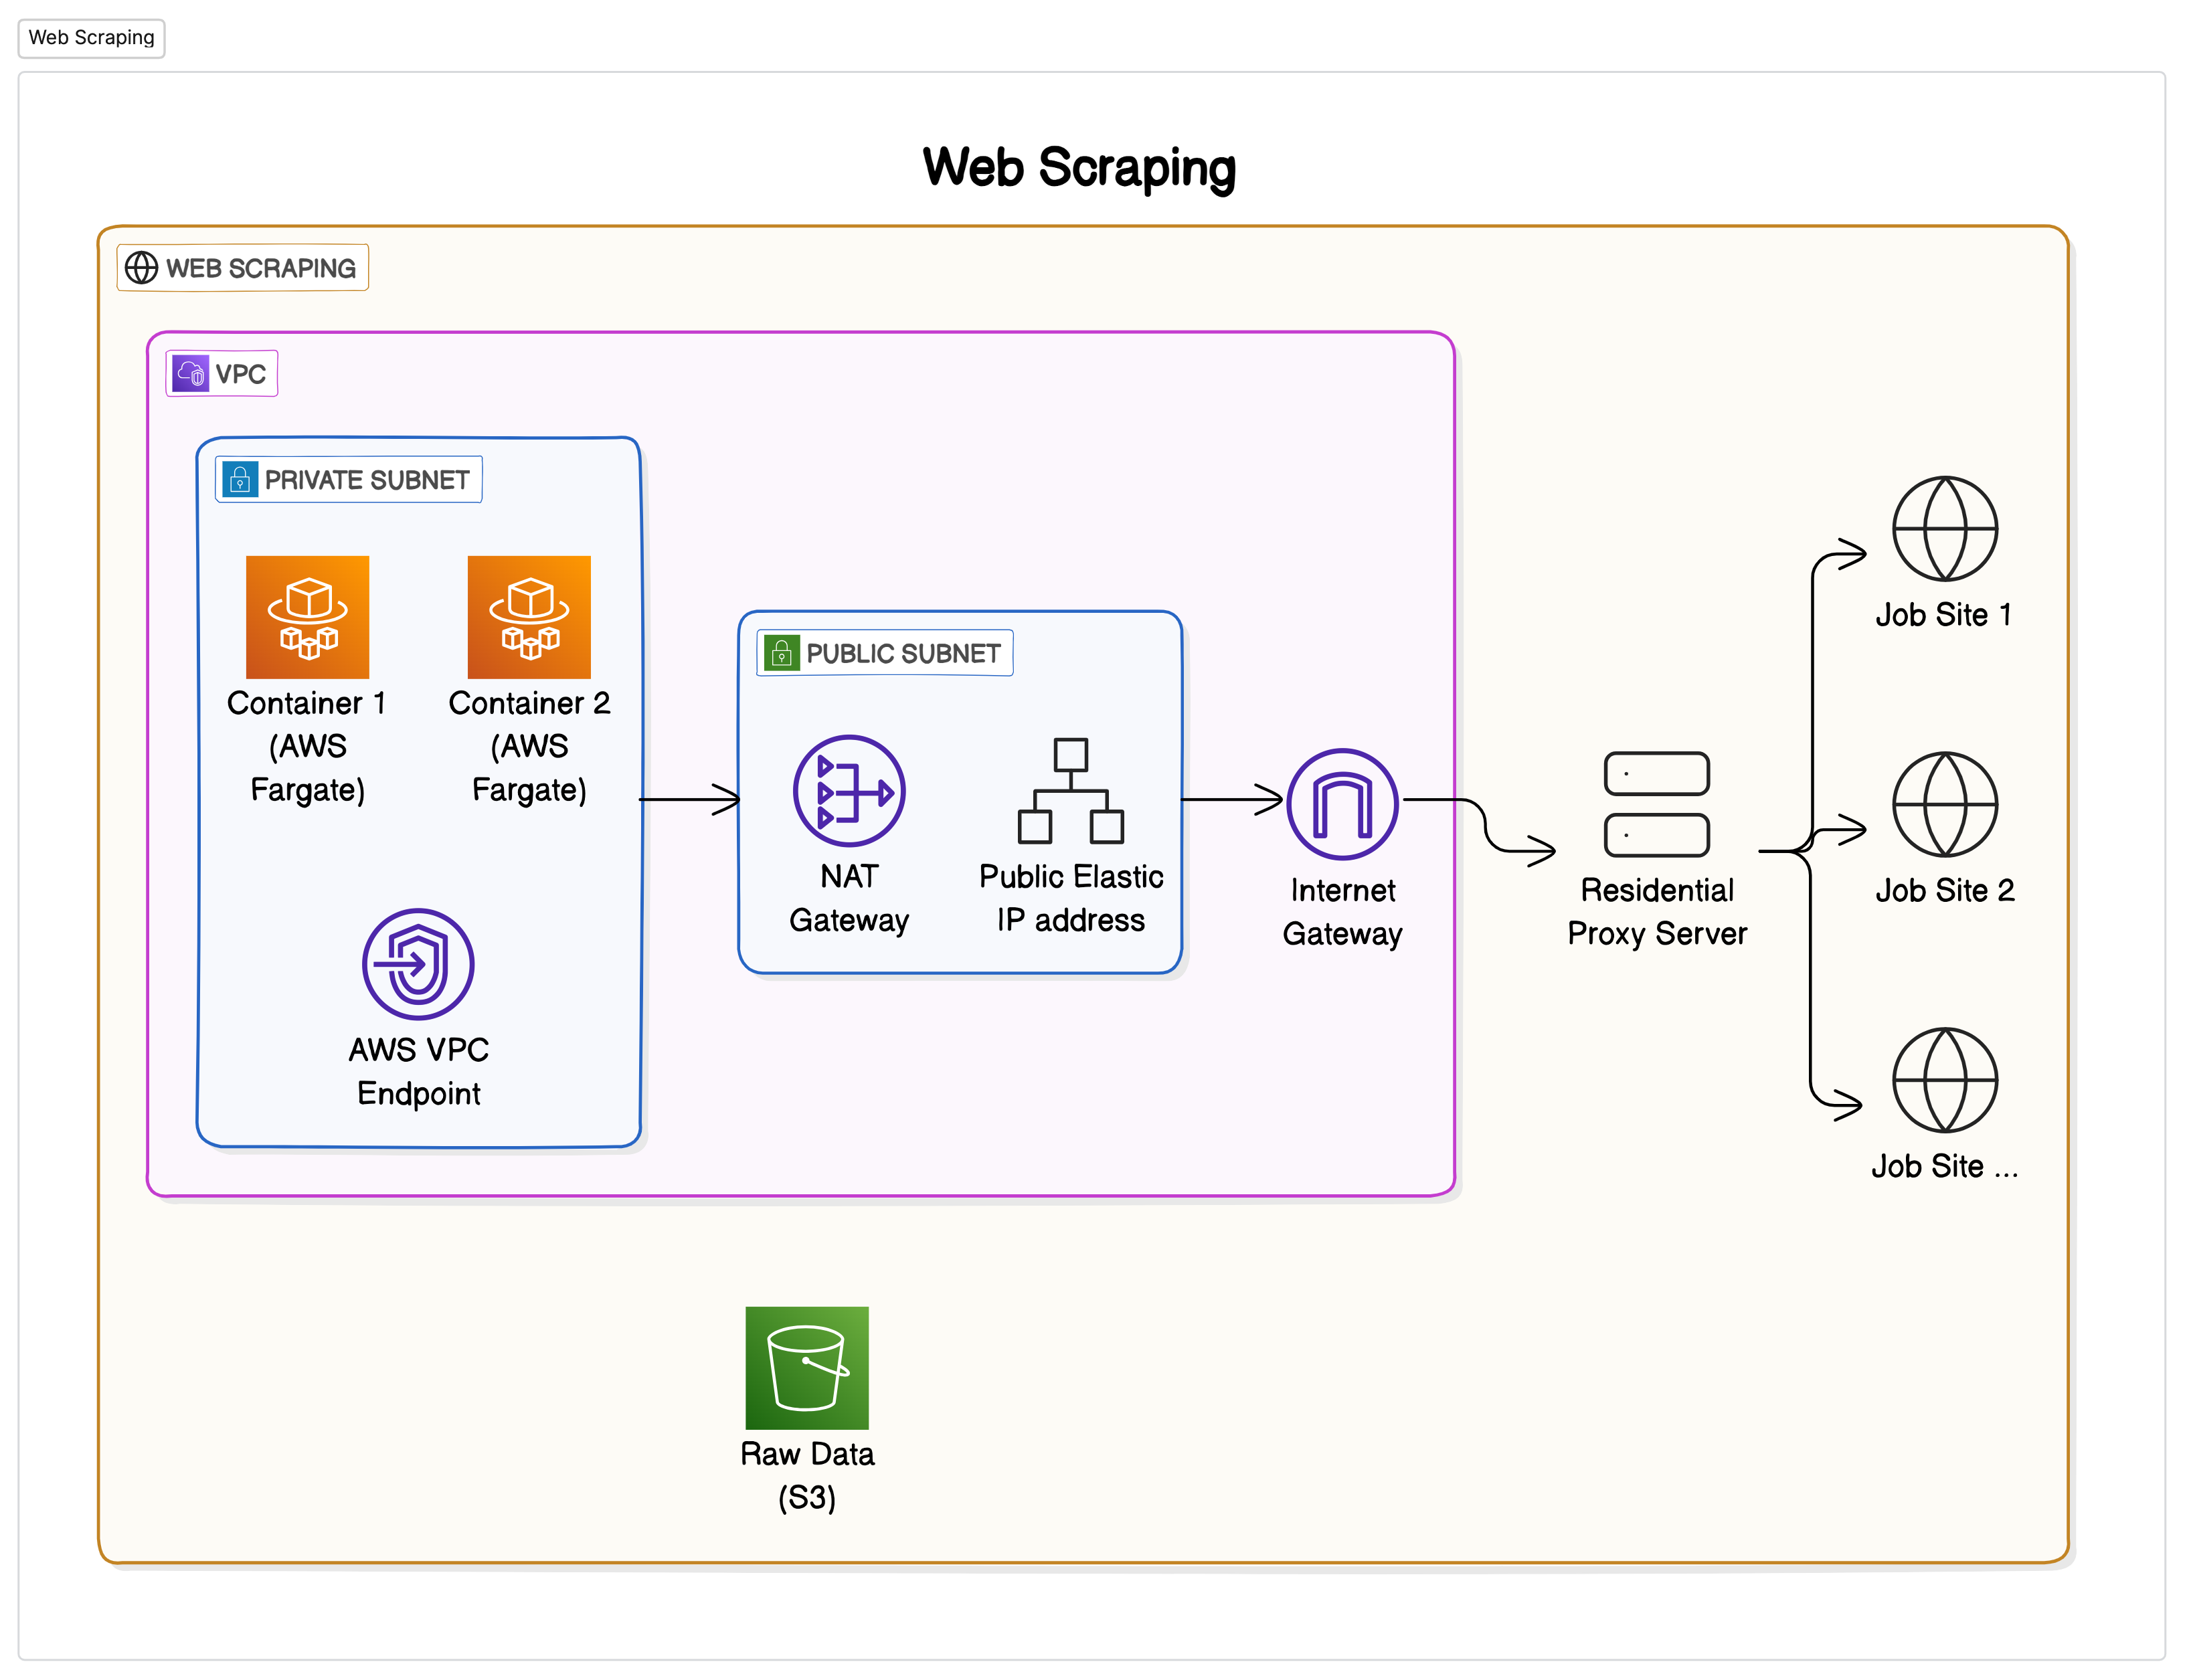 Web Scraping
Web Scraping
WEB SCRAPING
VPC
PRIVATE SUBNET
Container 1
(AWS
Fargate)
Container 2
(AWS
Fargate)
AWS VPC
Endpoint
PUBLIC SUBNET
NAT
Gateway
Public Elastic
IP address
Internet
Gateway
Residential
Proxy Server
Job Site 1
Job Site 2
Job Site ...
Raw Data
(S3)